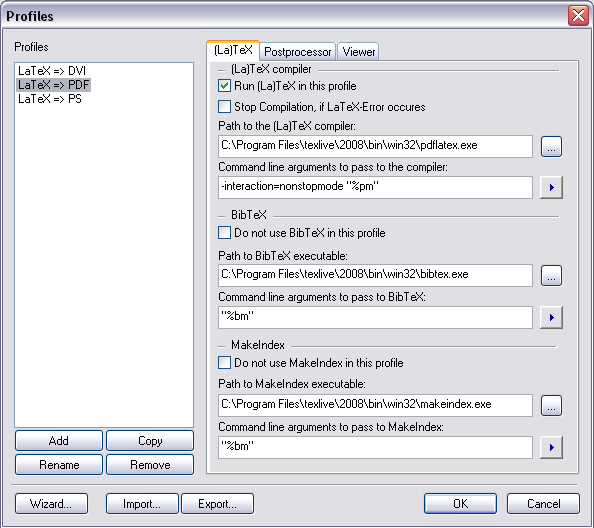 Profiles
Profiles
LaTeX => DVI
LaTeX => PDF
LaTeX => PS
Add
Copy
Rename
Remove
(La)TeX
Postprocessor
Viewer
(La)TeX compiler
Run (La)TeX in this profile
Stop Compilation, if LaTeX-Error occures
Path to the (La)TeX compiler:
C:\Program Files\texlive\2008\bin\win32\pdflatex.exe
...
Command line arguments to pass to the compiler:
-interaction=nonstopmode "%pm"
BibTeX
Do not use BibTeX in this profile
Path to BibTeX executable:
C:\Program Files\texlive\2008\bin\win32\bibtex.exe
...
Command line arguments to pass to BibTeX:
"%bm"
MakeIndex
Do not use MakeIndex in this profile
Path to MakeIndex executable:
C:\Program Files\texlive\2008\bin\win32\makeindex.exe
...
Command line arguments to pass to MakeIndex:
"%bm"
Wizard...
Import...
Export...
OK
Cancel